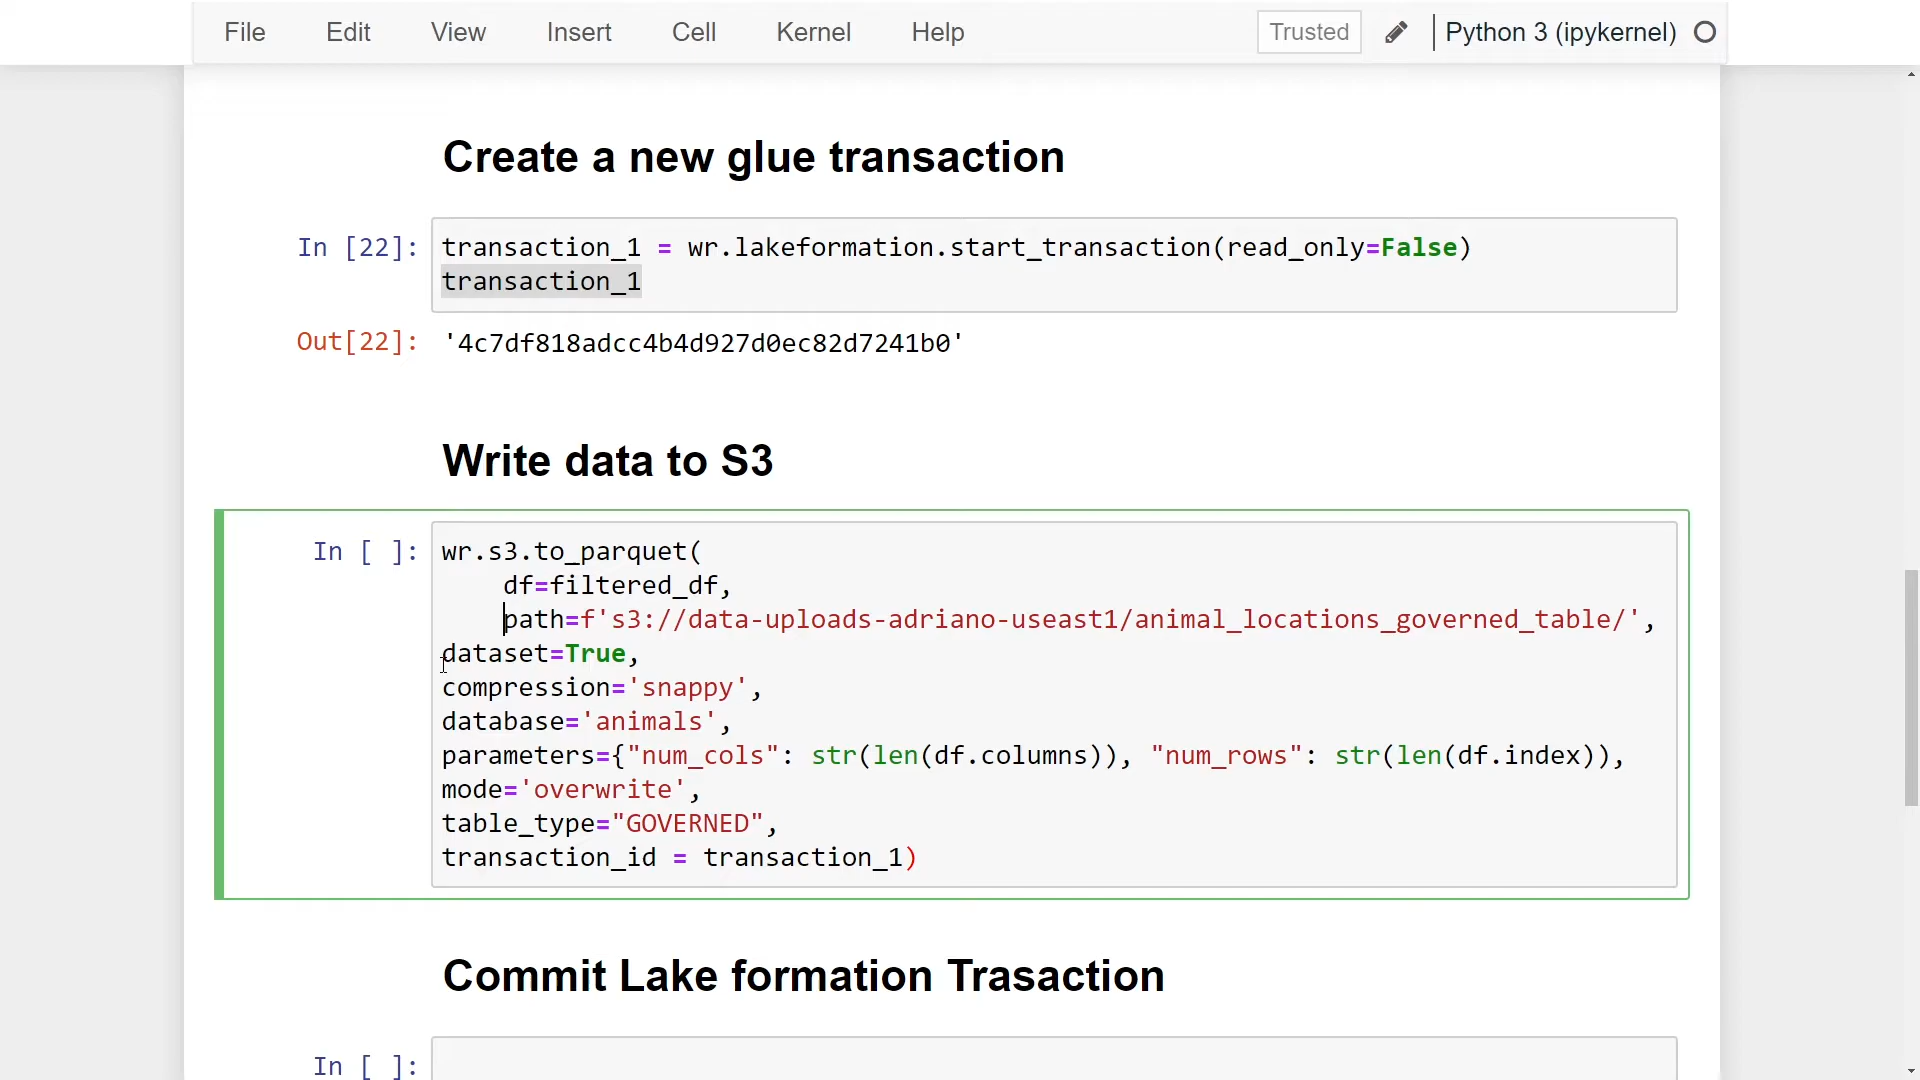 File Edit View Insert Cell Kernel Help Trusted Python 3 (ipykernel)
Create a new glue transaction
In [22]: transaction_1 = wr.lakeformation.start_transaction(read_only=False)
transaction_1
Out[22]: '4c7df818adcc4b4d927d0ec82d7241b0'
Write data to S3
In [ ]: wr.s3.to_parquet(
df=filtered_df,
path=f's3://data-uploads-adriano-useast1/animal_locations_governed_table/',
dataset=True,
compression='snappy',
database='animals',
parameters={"num_cols": str(len(df.columns)), "num_rows": str(len(df.index)),
mode='overwrite',
table_type="GOVERNED",
transaction_id = transaction_1)
Commit Lake formation Trasaction
In [ ]: